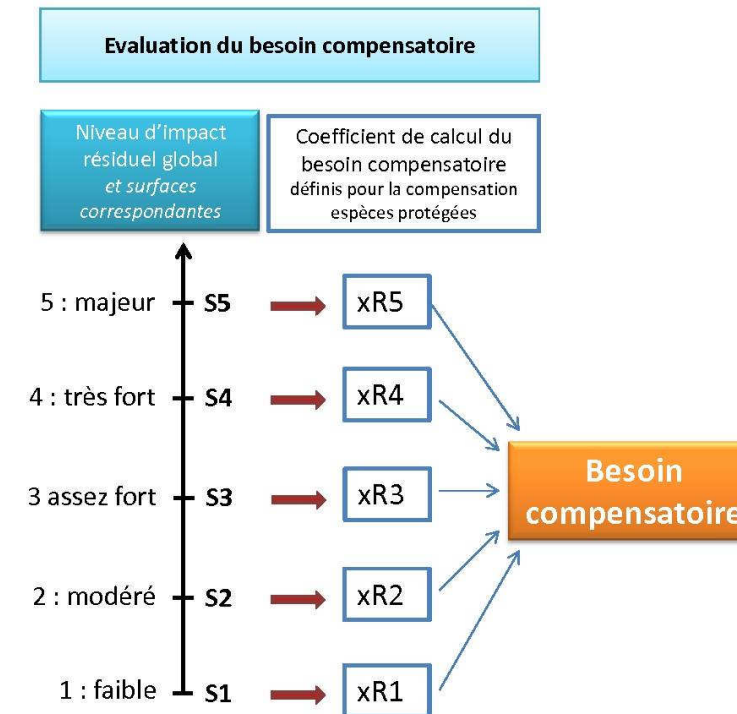 Evaluation du besoin compensatoire
Niveau d'impact
résiduel global
et surfaces
correspondantes
Coefficient de calcul du
besoin compensatoire
définis pour la compensation
espèces protégées
5 : majeur S5 xR5
4 : très fort S4 xR4
3 assez fort S3 xR3
2 : modéré S2 xR2
1 : faible S1 xR1
Besoin
compensatoire